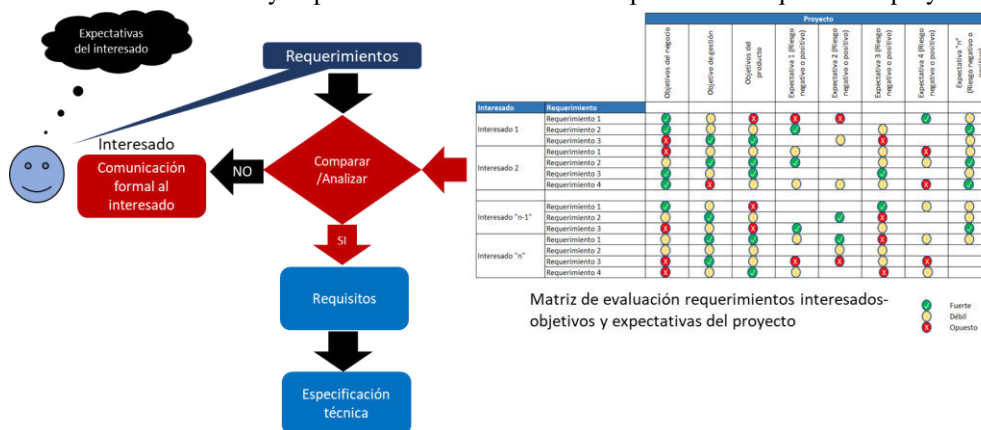 Expectativas
del interesado
Requerimientos
Interesado
Comunicación
formal al
interesado
NO
Comparar
/Analizar
SI
Requisitos
Especificación
técnica
Proyecto
Objetivos del negocio
Objetivo de gestión
Objetivos del
producto
Expectativa 1 (Riesgo
negativo o positivo)
Expectativa 2 (Riesgo
negativo o positivo)
Expectativa 3 (Riesgo
negativo o positivo)
Expectativa 4 (Riesgo
negativo o positivo)
Expectativa "n"
(Riesgo negativo o
Interesado Requerimiento
Interesado 1
Requerimiento 1
Requerimiento 2
Requerimiento 3
Interesado 2
Requerimiento 1
Requerimiento 2
Requerimiento 3
Requerimiento 4
Interesado "n-1"
Requerimiento 1
Requerimiento 2
Requerimiento 3
Interesado "n"
Requerimiento 1
Requerimiento 2
Requerimiento 3
Requerimiento 4
Matriz de evaluación requerimientos interesados-
objetivos y expectativas del proyecto
Fuerte
Débil
Opuesto